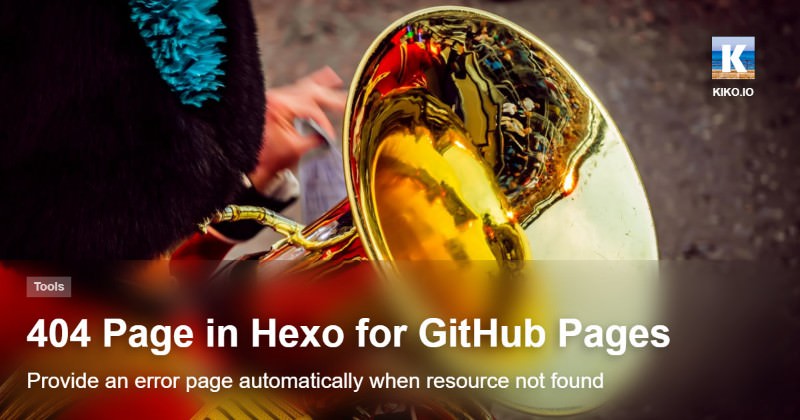 K
KIKO.IO
Tools
404 Page in Hexo for GitHub Pages
Provide an error page automatically when resource not found